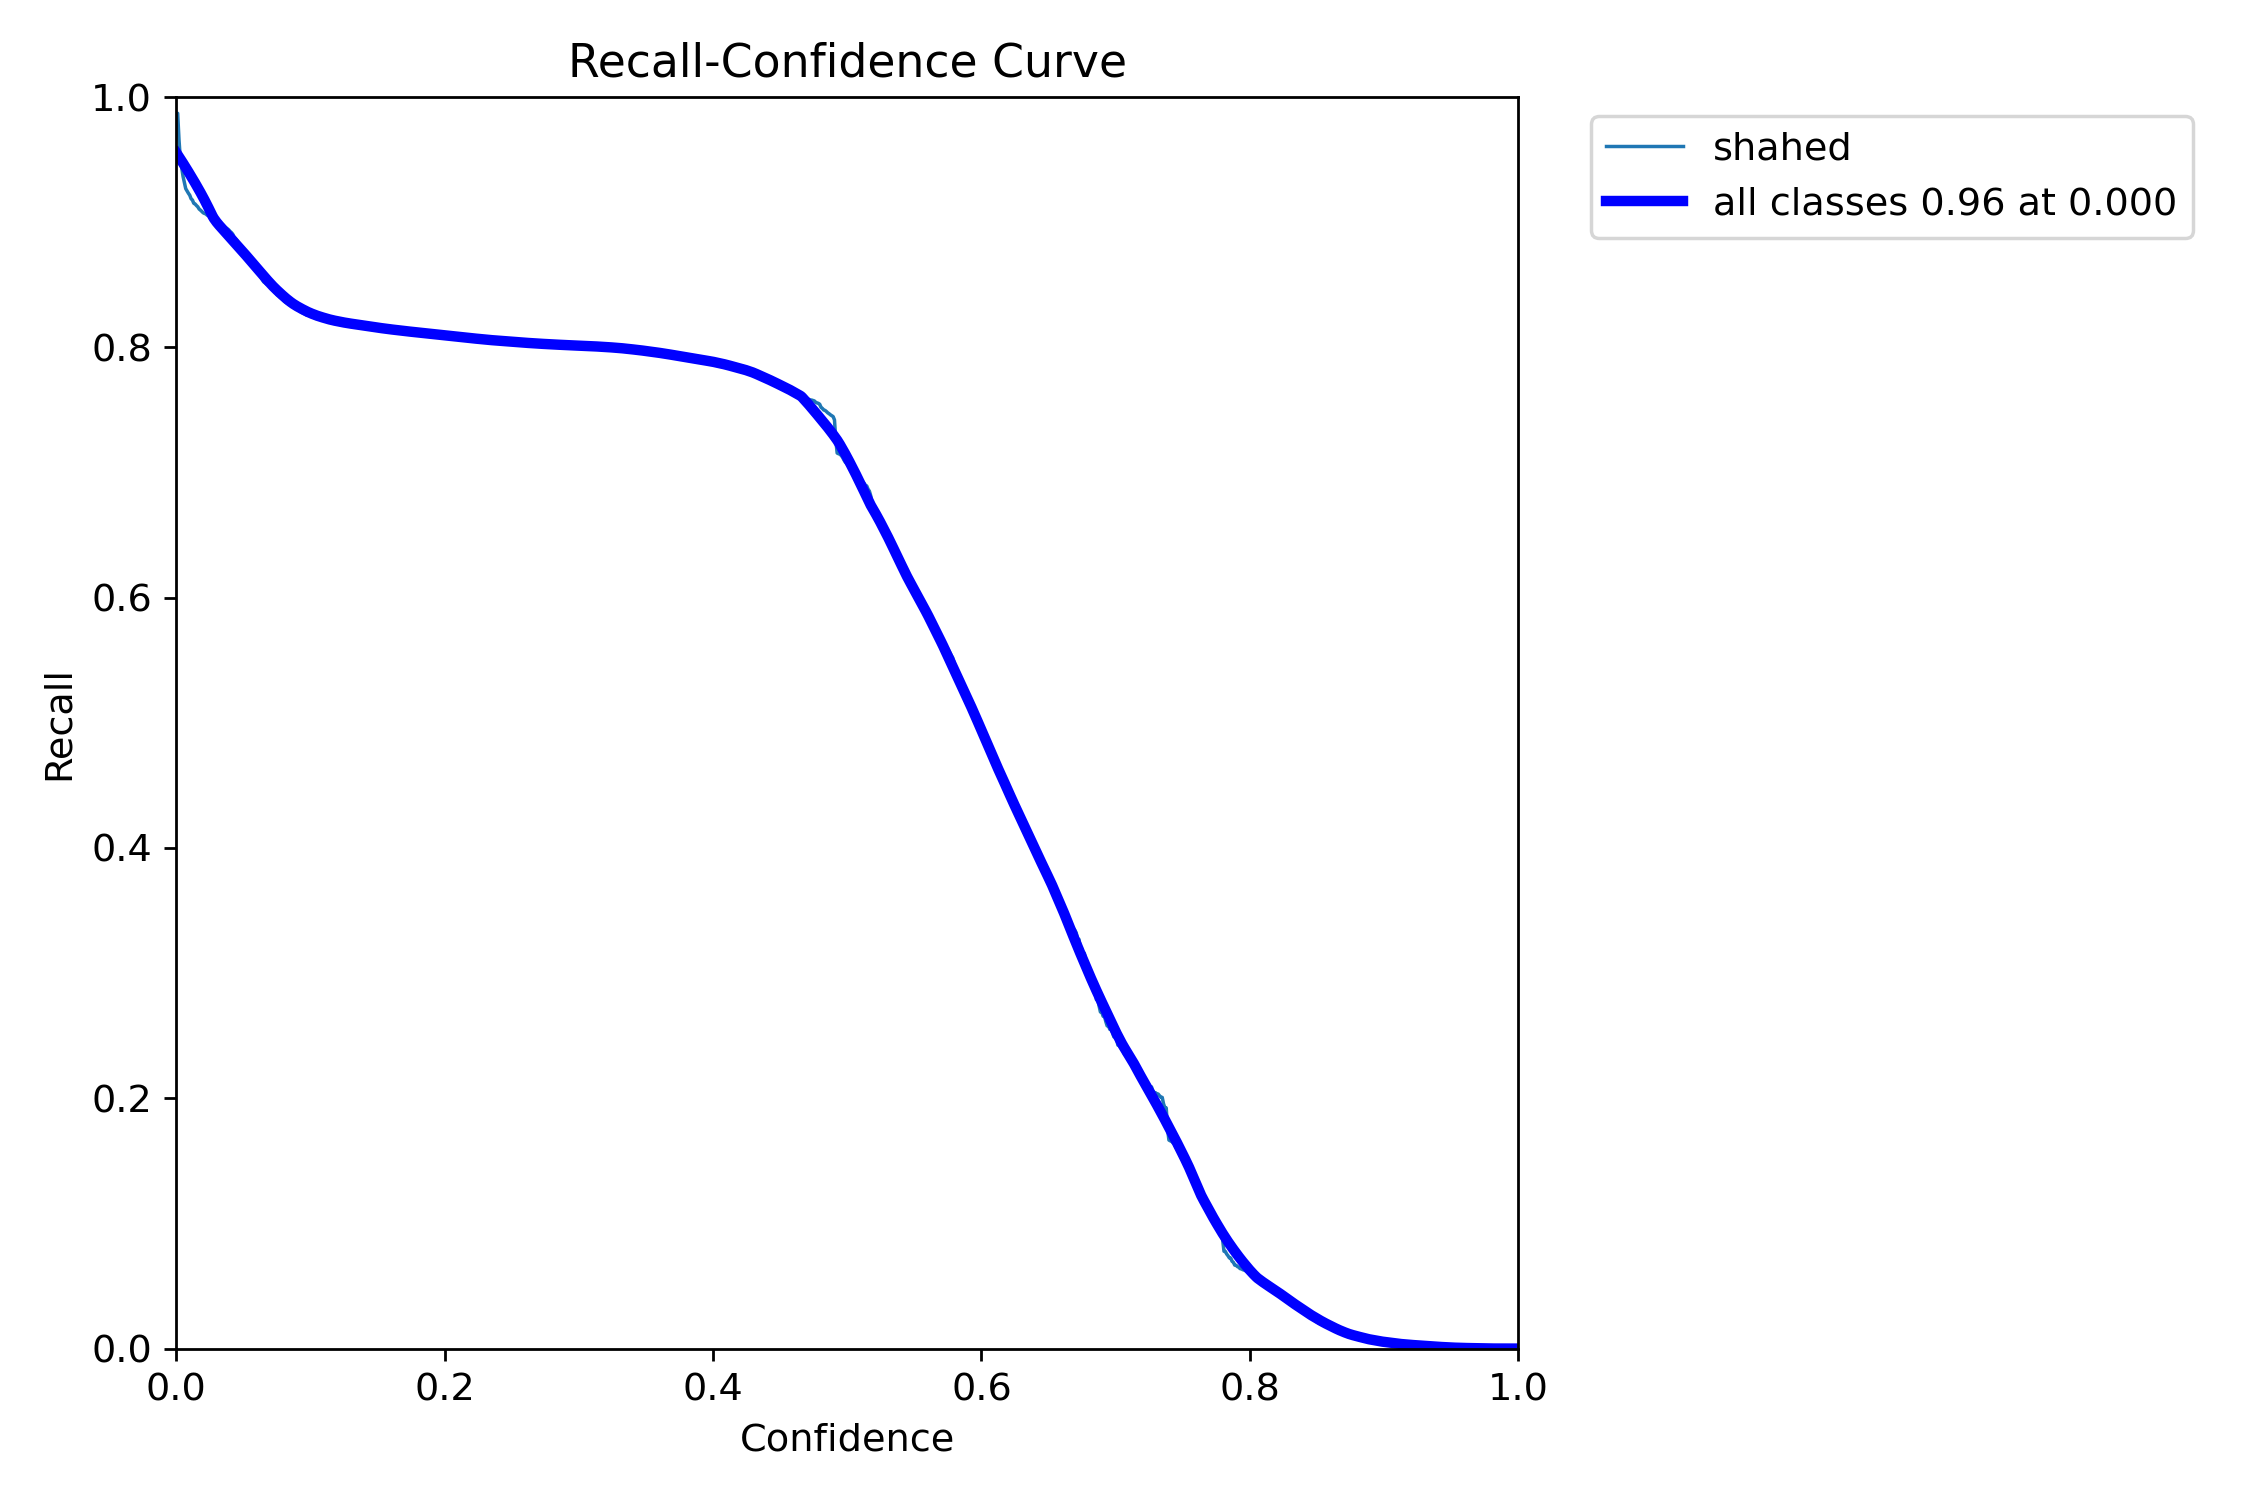 Recall-Confidence Curve
shahed
all classes 0.96 at 0.000
1.0
0.8
0.6
0.4
0.2
0.0
Recall
0.0 0.2 0.4 0.6 0.8 1.0
Confidence